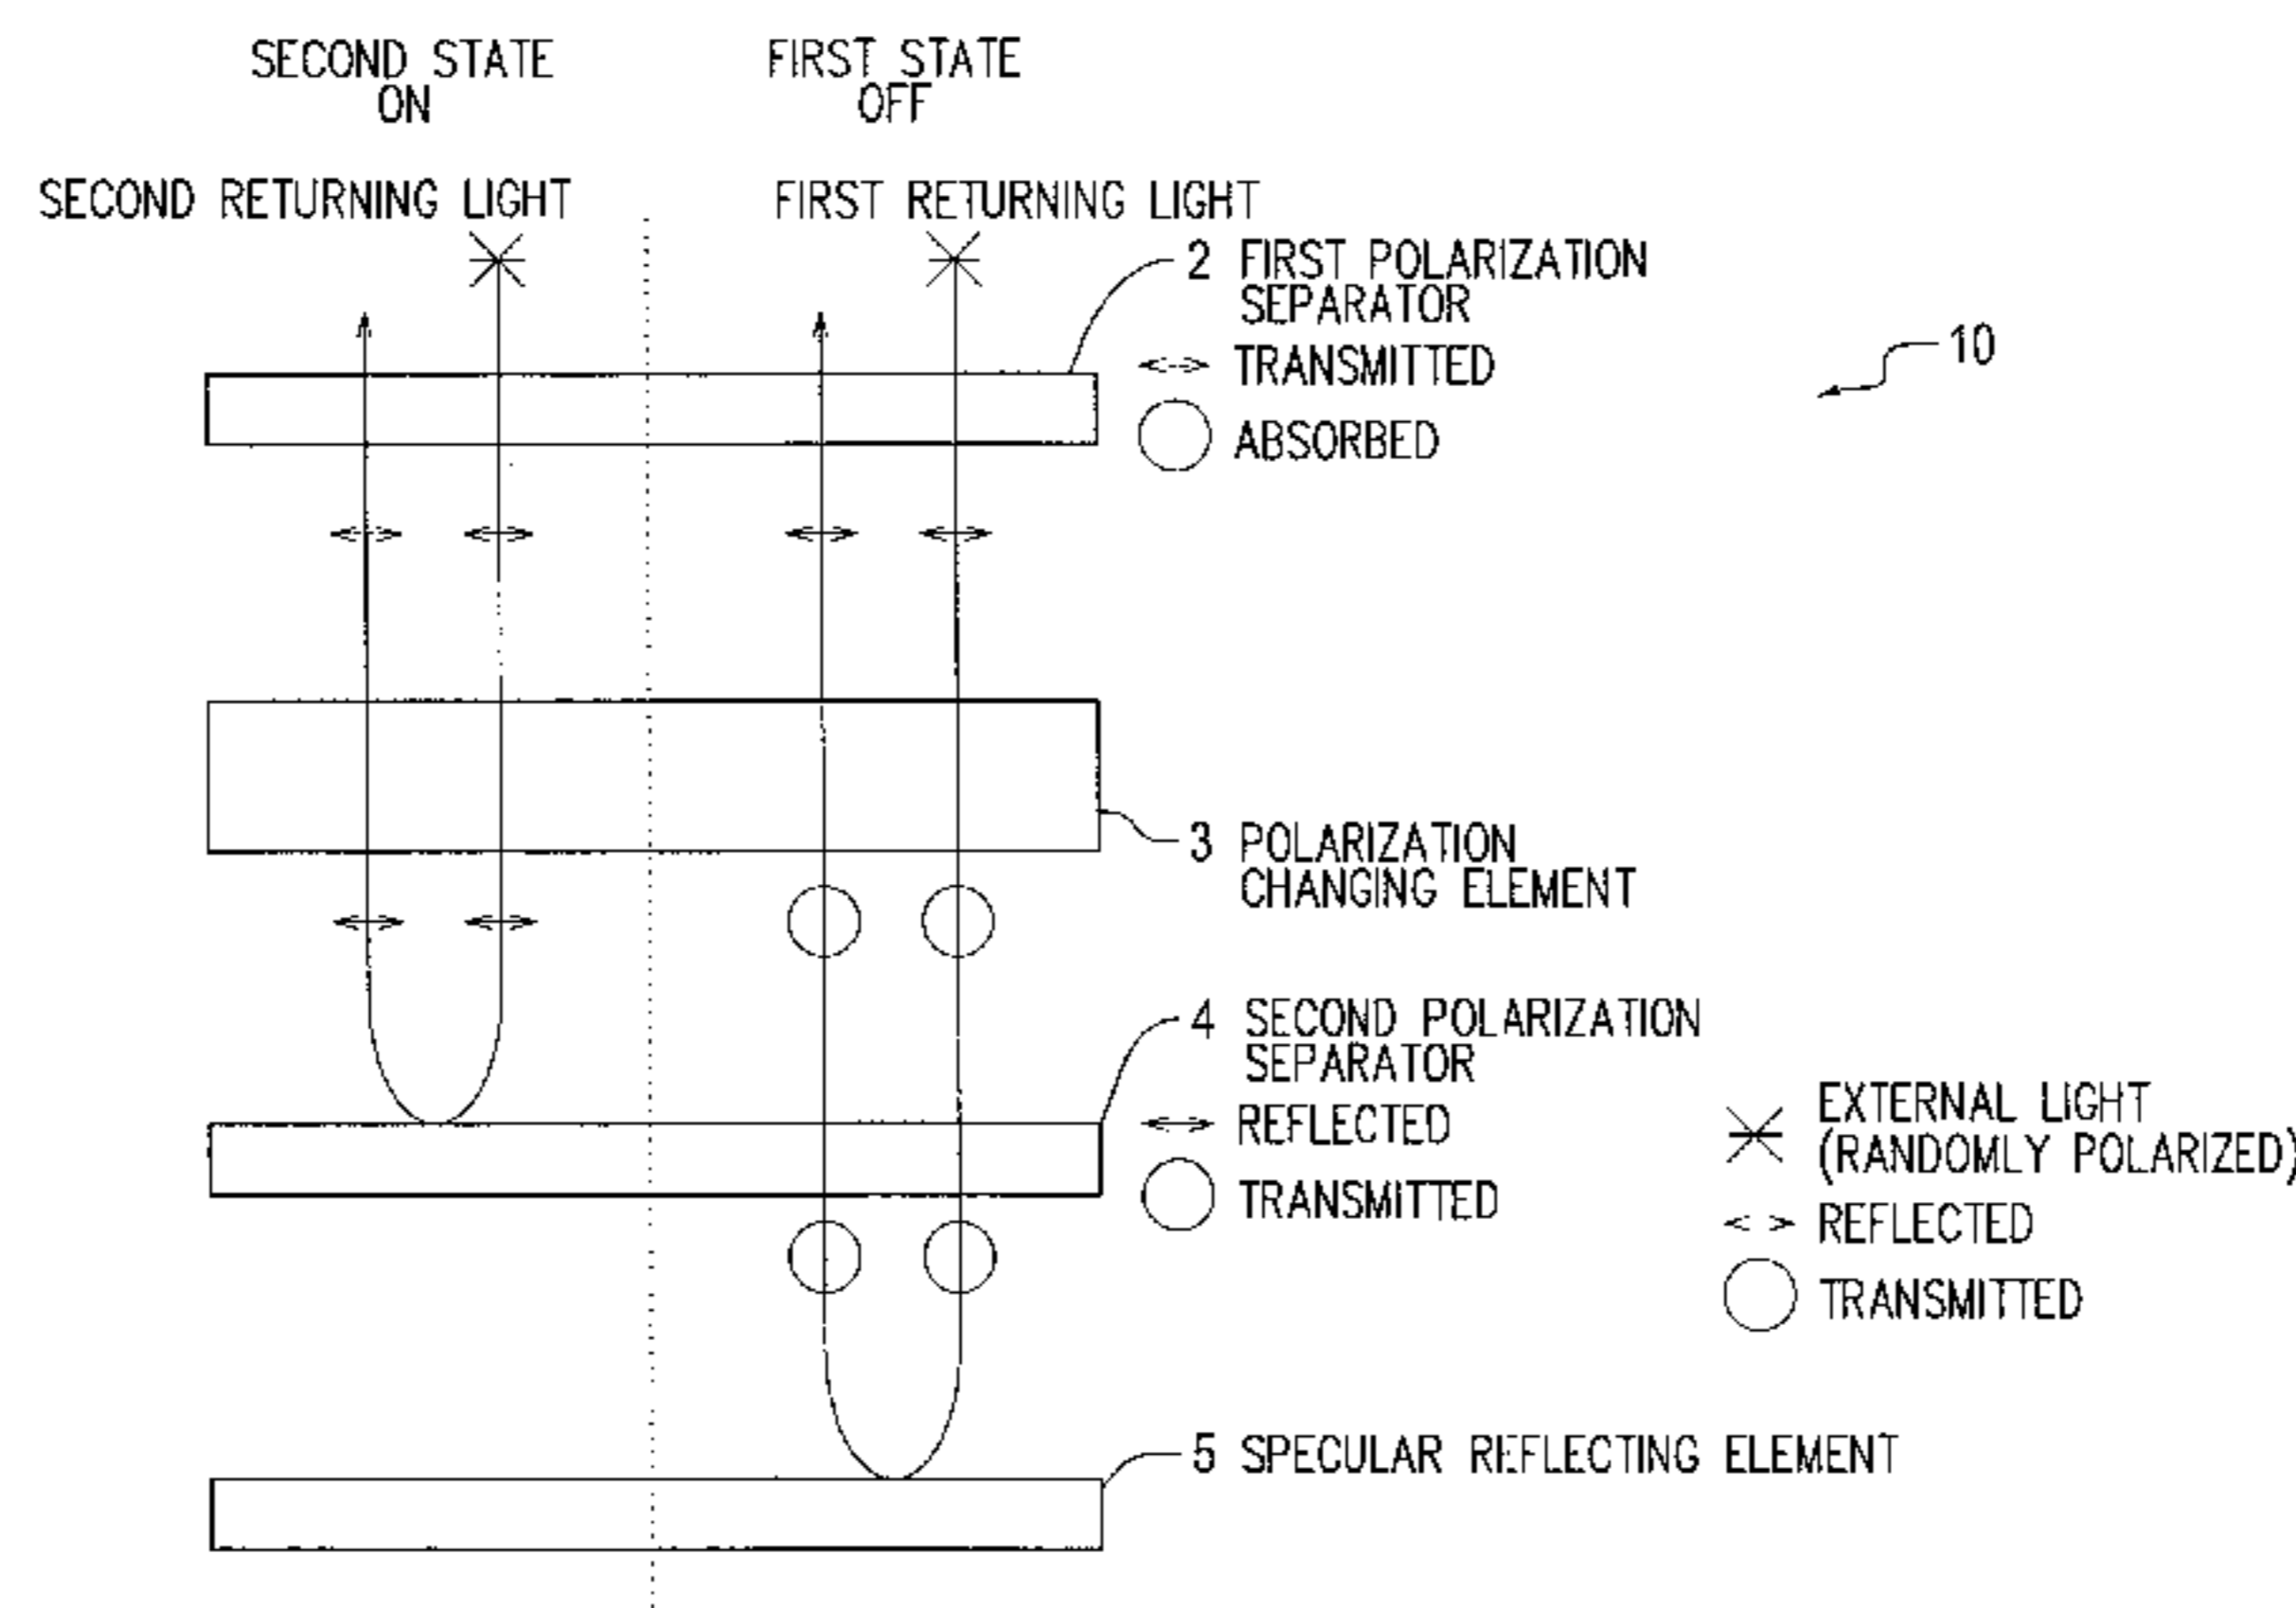 SECOND STATE
ON
FIRST STATE
OFF
SECOND RETURNING LIGHT
FIRST RETURNING LIGHT
2 FIRST POLARIZATION
SEPARATOR
TRANSMITTED
ABSORBED
10
3 POLARIZATION
CHANGING ELEMENT
4 SECOND POLARIZATION
SEPARATOR
REFLECTED
TRANSMITTED
EXTERNAL LIGHT
(RANDOMLY POLARIZED)
REFLECTED
TRANSMITTED
5 SPECULAR REFLECTING ELEMENT